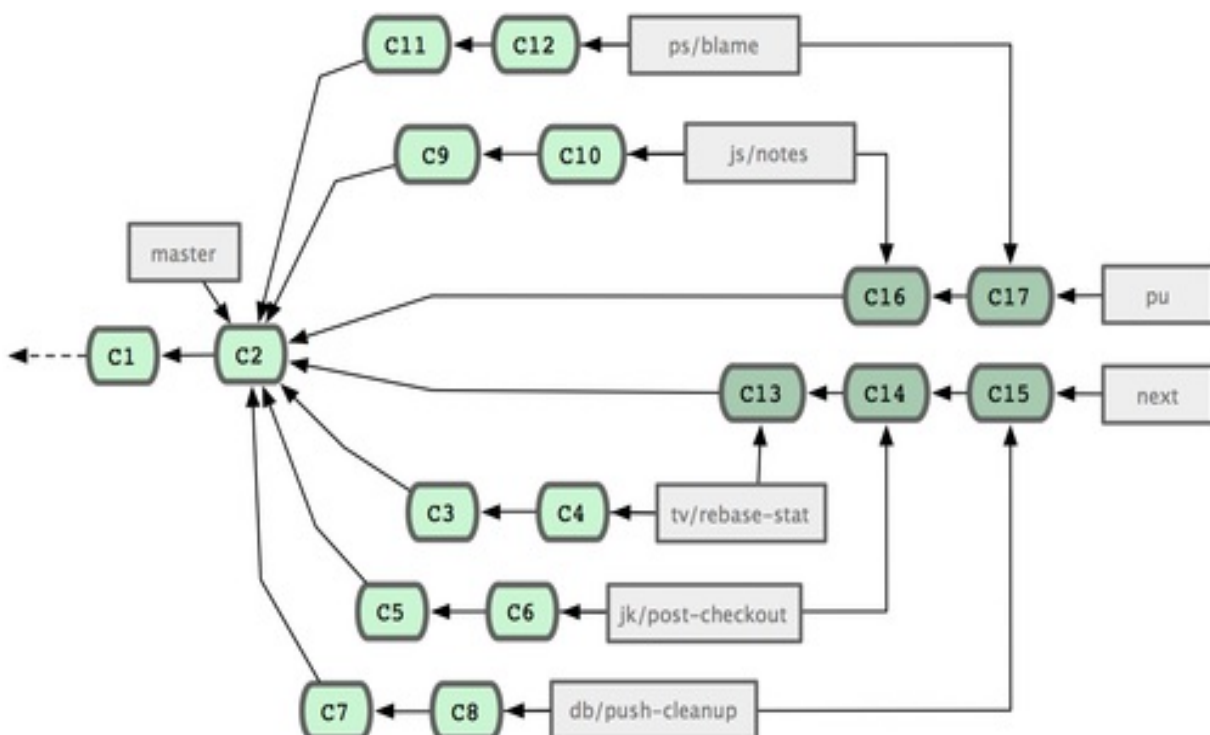 C11 C12 ps/blame
C9 C10 js/notes
master
C16 C17 pu
C1 C2
C13 C14 C15 next
C3 C4 tv/rebase-stat
C5 C6 jk/post-checkout
C7 C8 db/push-cleanup